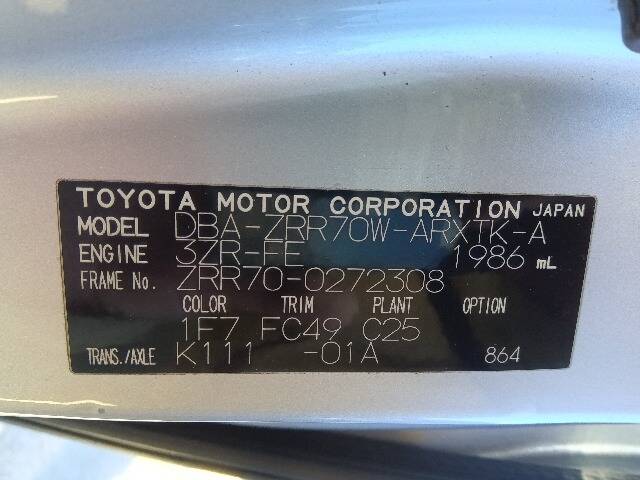 TOYOTA MOTOR CORPORATION JAPAN
MODEL DBA-ZRR70W-ARXTK-A
ENGINE 3ZR-FE 1986 mL
FRAME No. ZRR70-0272308
COLOR TRIM PLANT OPTION
1F7 FC49 C25
TRANS./AXLE K111 -01A 864